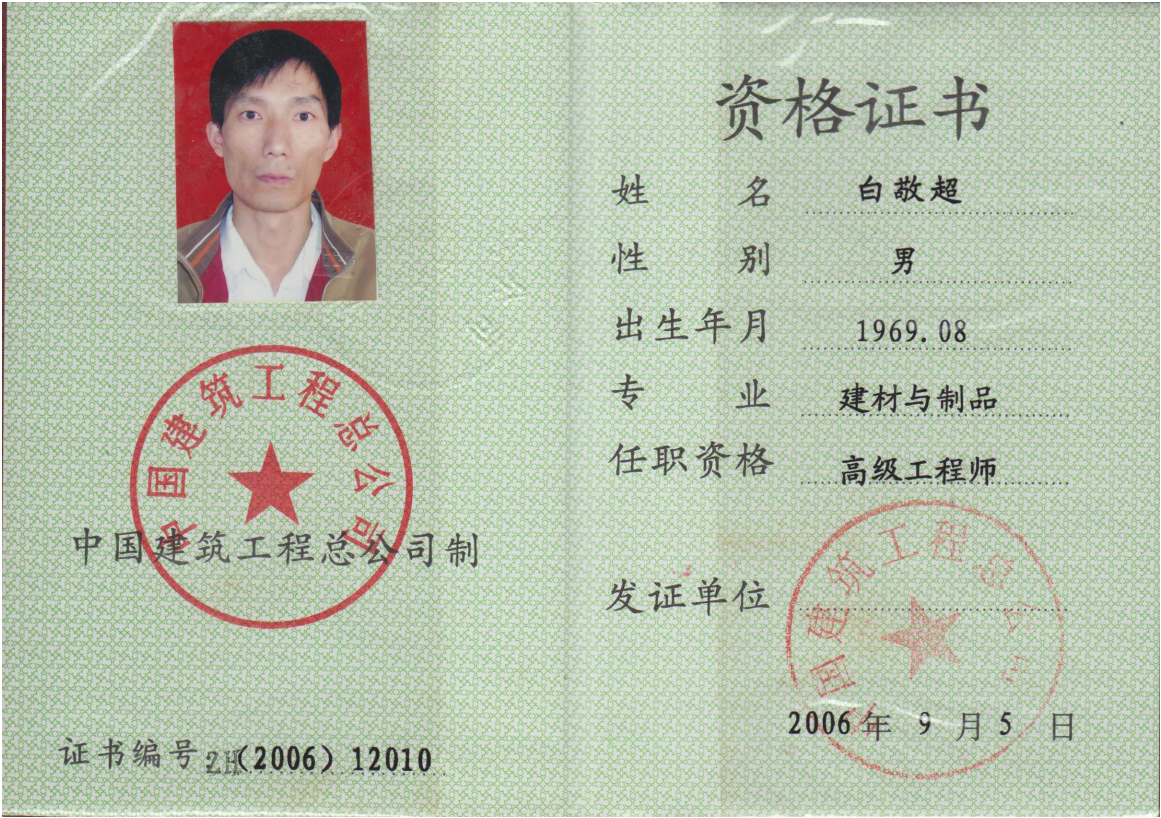 中国建筑工程总公司
中国建筑工程总公司制
证书编号 ZH(2006) 12010
资格证书
姓名 白敬超
性别 男
出生年月 1969.08
专业 建材与制品
任职资格 高级工程师
发证单位
中国建筑工程总公司
2006年 9月5日